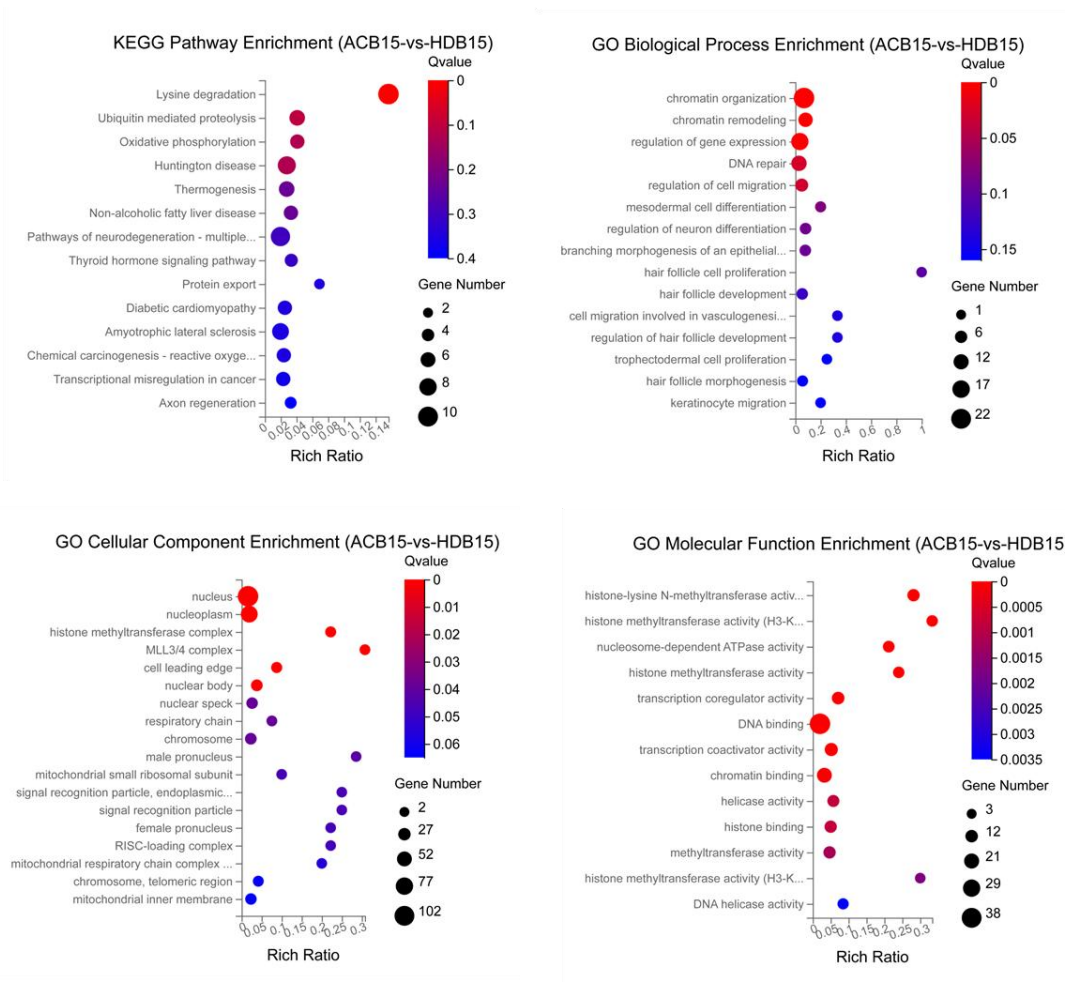 KEGG Pathway Enrichment (ACB15-vs-HDB15)
Qvalue
Lysine degradation
Ubiquitin mediated proteolysis
Oxidative phosphorylation
Huntington disease
Thermogenesis
Non-alcoholic fatty liver disease
Pathways of neurodegeneration - multiple...
Thyroid hormone signaling pathway
Protein export
Diabetic cardiomyopathy
Amyotrophic lateral sclerosis
Chemical carcinogenesis - reactive oxyge...
Transcriptional misregulation in cancer
Axon regeneration
0
0.1
0.2
0.3
0.4
Gene Number
2
4
6
8
10
0 0.02 0.04 0.06 0.08 0.1 0.12 0.14
Rich Ratio
GO Biological Process Enrichment (ACB15-vs-HDB15)
Qvalue
chromatin organization
chromatin remodeling
regulation of gene expression
DNA repair
regulation of cell migration
mesodermal cell differentiation
regulation of neuron differentiation
branching morphogenesis of an epithelial...
hair follicle cell proliferation
hair follicle development
cell migration involved in vasculogenesi...
regulation of hair follicle development
trophectodermal cell proliferation
hair follicle morphogenesis
keratinocyte migration
0
0.05
0.1
0.15
Gene Number
1
6
12
17
22
0 0.2 0.4 0.6 0.8 1
Rich Ratio
GO Cellular Component Enrichment (ACB15-vs-HDB15)
Qvalue
nucleus
nucleoplasm
histone methyltransferase complex
MLL3/4 complex
cell leading edge
nuclear body
nuclear speck
respiratory chain
chromosome
male pronucleus
mitochondrial small ribosomal subunit
signal recognition particle, endoplasmic...
signal recognition particle
female pronucleus
RISC-loading complex
mitochondrial respiratory chain complex ...
chromosome, telomeric region
mitochondrial inner membrane
0
0.01
0.02
0.03
0.04
0.05
0.06
Gene Number
2
27
52
77
102
0 0.05 0.1 0.15 0.2 0.25 0.3
Rich Ratio
GO Molecular Function Enrichment (ACB15-vs-HDB15
Qvalue
histone-lysine N-methyltransferase activ...
histone methyltransferase activity (H3-K...
nucleosome-dependent ATPase activity
histone methyltransferase activity
transcription coregulator activity
DNA binding
transcription coactivator activity
chromatin binding
helicase activity
histone binding
methyltransferase activity
histone methyltransferase activity (H3-K...
DNA helicase activity
0
0.0005
0.001
0.0015
0.002
0.0025
0.003
0.0035
Gene Number
3
12
21
29
38
0 0.05 0.1 0.15 0.2 0.25 0.3
Rich Ratio